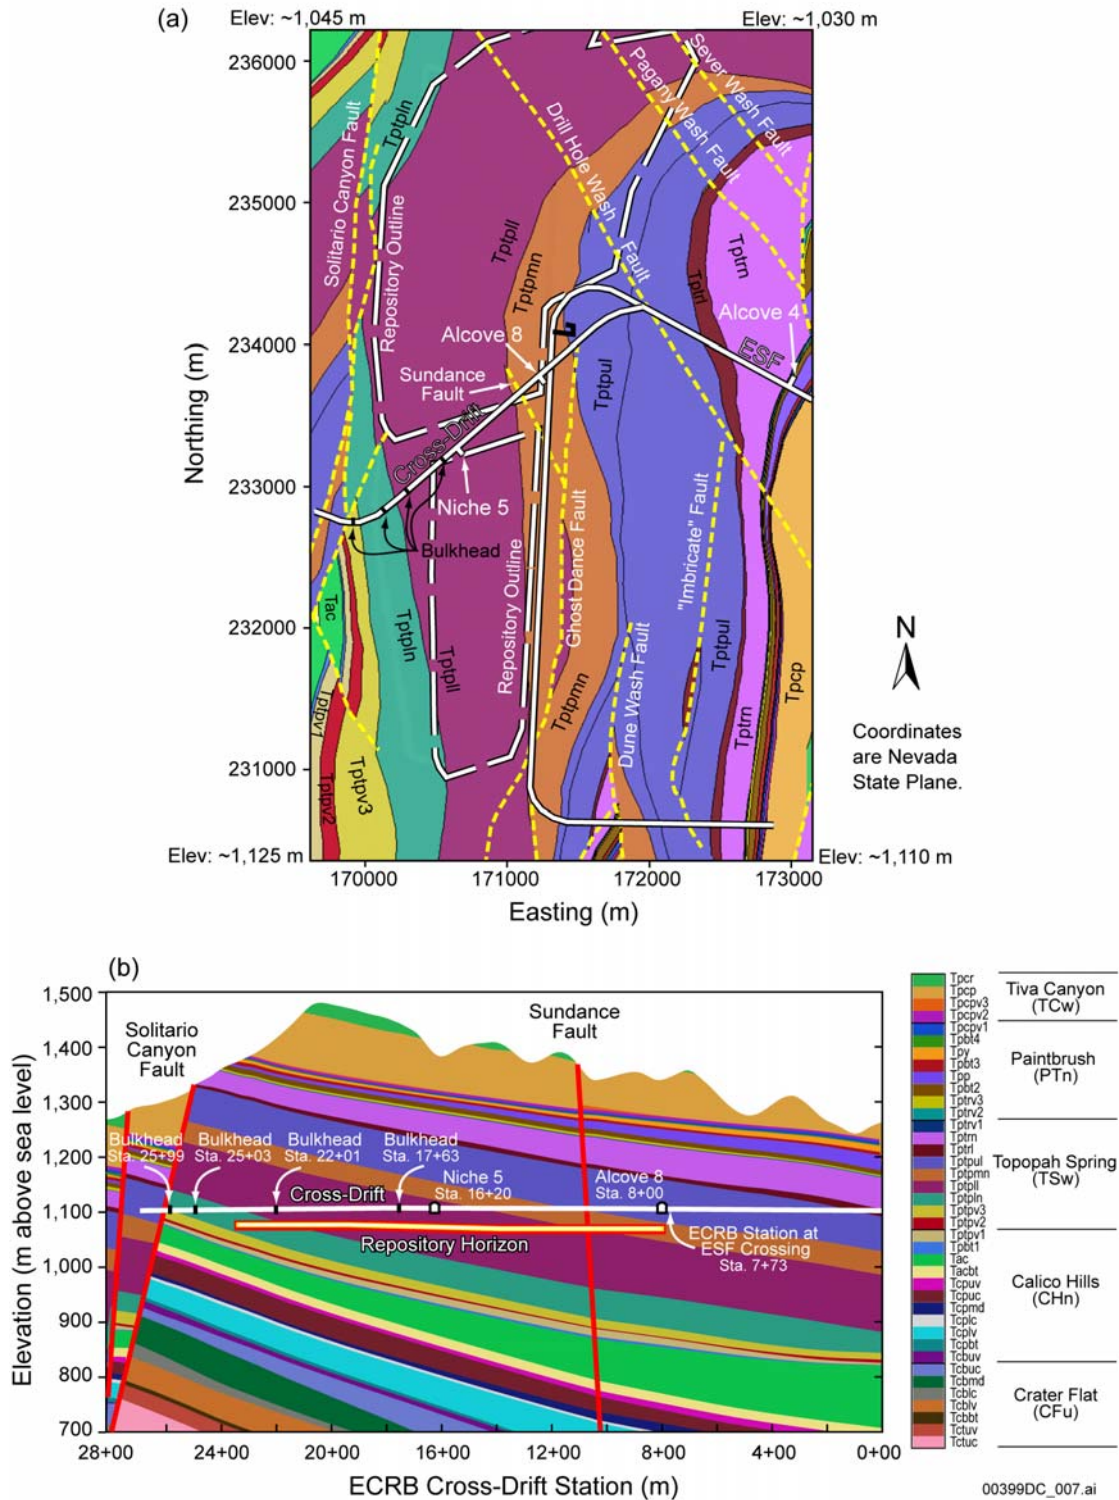 (a)
Elev: ~1,045 m
Elev: ~1,030 m
236000
235000
234000
233000
232000
231000
Northing (m)
Solitario Canyon Fault
Tptpln
Repository Outline
Drill Hole Wash
Fault
Pagany Wash Fault
Sever Wash Fault
Tptpll
Tptpmn
Tptrl
Tptrn
Alcove 8
Alcove 4
ESF
Sundance
Fault
Tptpul
Cross-Drift
Niche 5
Bulkhead
Repository Outline
Ghost Dance Fault
"Imbricate" Fault
Dune Wash Fault
Tac
Tptpln
Tptpll
Tptpmn
Tptpul
Tptrn
Tpcp
Tptpv1
Tptpv2
Tptpv3
N
Coordinates
are Nevada
State Plane.
Elev: ~1,125 m
Elev: ~1,110 m
170000
171000
172000
173000
Easting (m)
(b)
1,500
1,400
1,300
1,200
1,100
1,000
900
800
700
Elevation (m above sea level)
Solitario
Canyon
Fault
Sundance
Fault
Bulkhead
Sta. 25+99
Bulkhead
Sta. 25+03
Bulkhead
Sta. 22+01
Bulkhead
Sta. 17+63
Niche 5
Sta. 16+20
Alcove 8
Sta. 8+00
Cross-Drift
Repository Horizon
ECRB Station at
ESF Crossing
Sta. 7+73
28+00
24+00
20+00
16+00
12+00
8+00
4+00
0+00
ECRB Cross-Drift Station (m)
Tpcr
Tpcp
Tpcpv3
Tpcpv2
Tpcpv1
Tpbt4
Tpy
Tpbt3
Tpp
Tpbt2
Tptrv3
Tptrv2
Tptrv1
Tptrn
Tptrl
Tptpul
Tptpmn
Tptpll
Tptpln
Tptpv3
Tptpv2
Tptpv1
Tpbt1
Tac
Tacbt
Tcpuv
Tcpuc
Tcpmd
Tcplc
Tcplv
Tcpbt
Tcbuv
Tcbuc
Tcbmd
Tcblc
Tcblv
Tcbbt
Tctuv
Tctuc
Tiva Canyon
(TCw)
Paintbrush
(PTn)
Topopah Spring
(TSw)
Calico Hills
(CHn)
Crater Flat
(CFu)
00399DC_007.ai